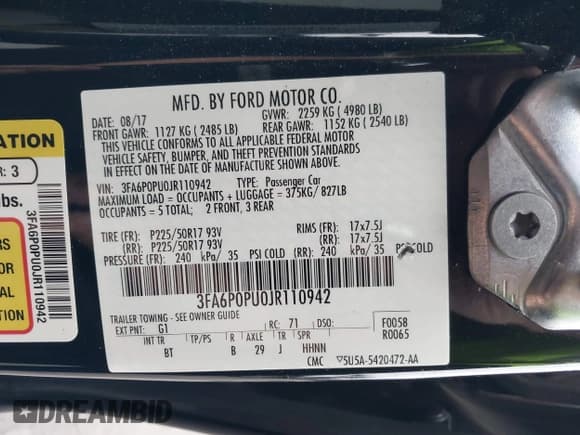 MFD. BY FORD MOTOR CO.
DATE: 08/17 GVWR: 2259 KG ( 4980 LB)
FRONT GAWR: 1127 KG ( 2485 LB) REAR GAWR: 1152 KG ( 2540 LB)
THIS VEHICLE CONFORMS TO ALL APPLICABLE FEDERAL MOTOR
VEHICLE SAFETY, BUMPER, AND THEFT PREVENTION STANDARDS
IN EFFECT ON THE DATE OF MANUFACTURE SHOWN ABOVE.
VIN: 3FA6P0PU0JR110942 TYPE: Passenger Car
MAXIMUM LOAD = OCCUPANTS + LUGGAGE = 375KG/ 827LB
OCCUPANTS = 5 TOTAL; 2 FRONT, 3 REAR
TIRE (FR): P225/50R17 93V RIMS (FR): 17x7.5J
(RR): P225/50R17 93V (RR): 17x7.5J
PRESSURE (FR): 240 kPa/ 35 PSI COLD (RR): 240 kPa/ 35 PSI COLD
3FA6P0PU0JR110942
TRAILER TOWING - SEE OWNER GUIDE
EXT PNT: G1 RC: 71 DSO: F0058
INT TR TP/PS R AXLE TR SPR R0065
BT B 29 J HHNN
CMC ▽5U5A-5420472-AA
ATION
R: 3
lbs.
RS
AL
ON
3FA6P0PU0JR110942
DREAMBID